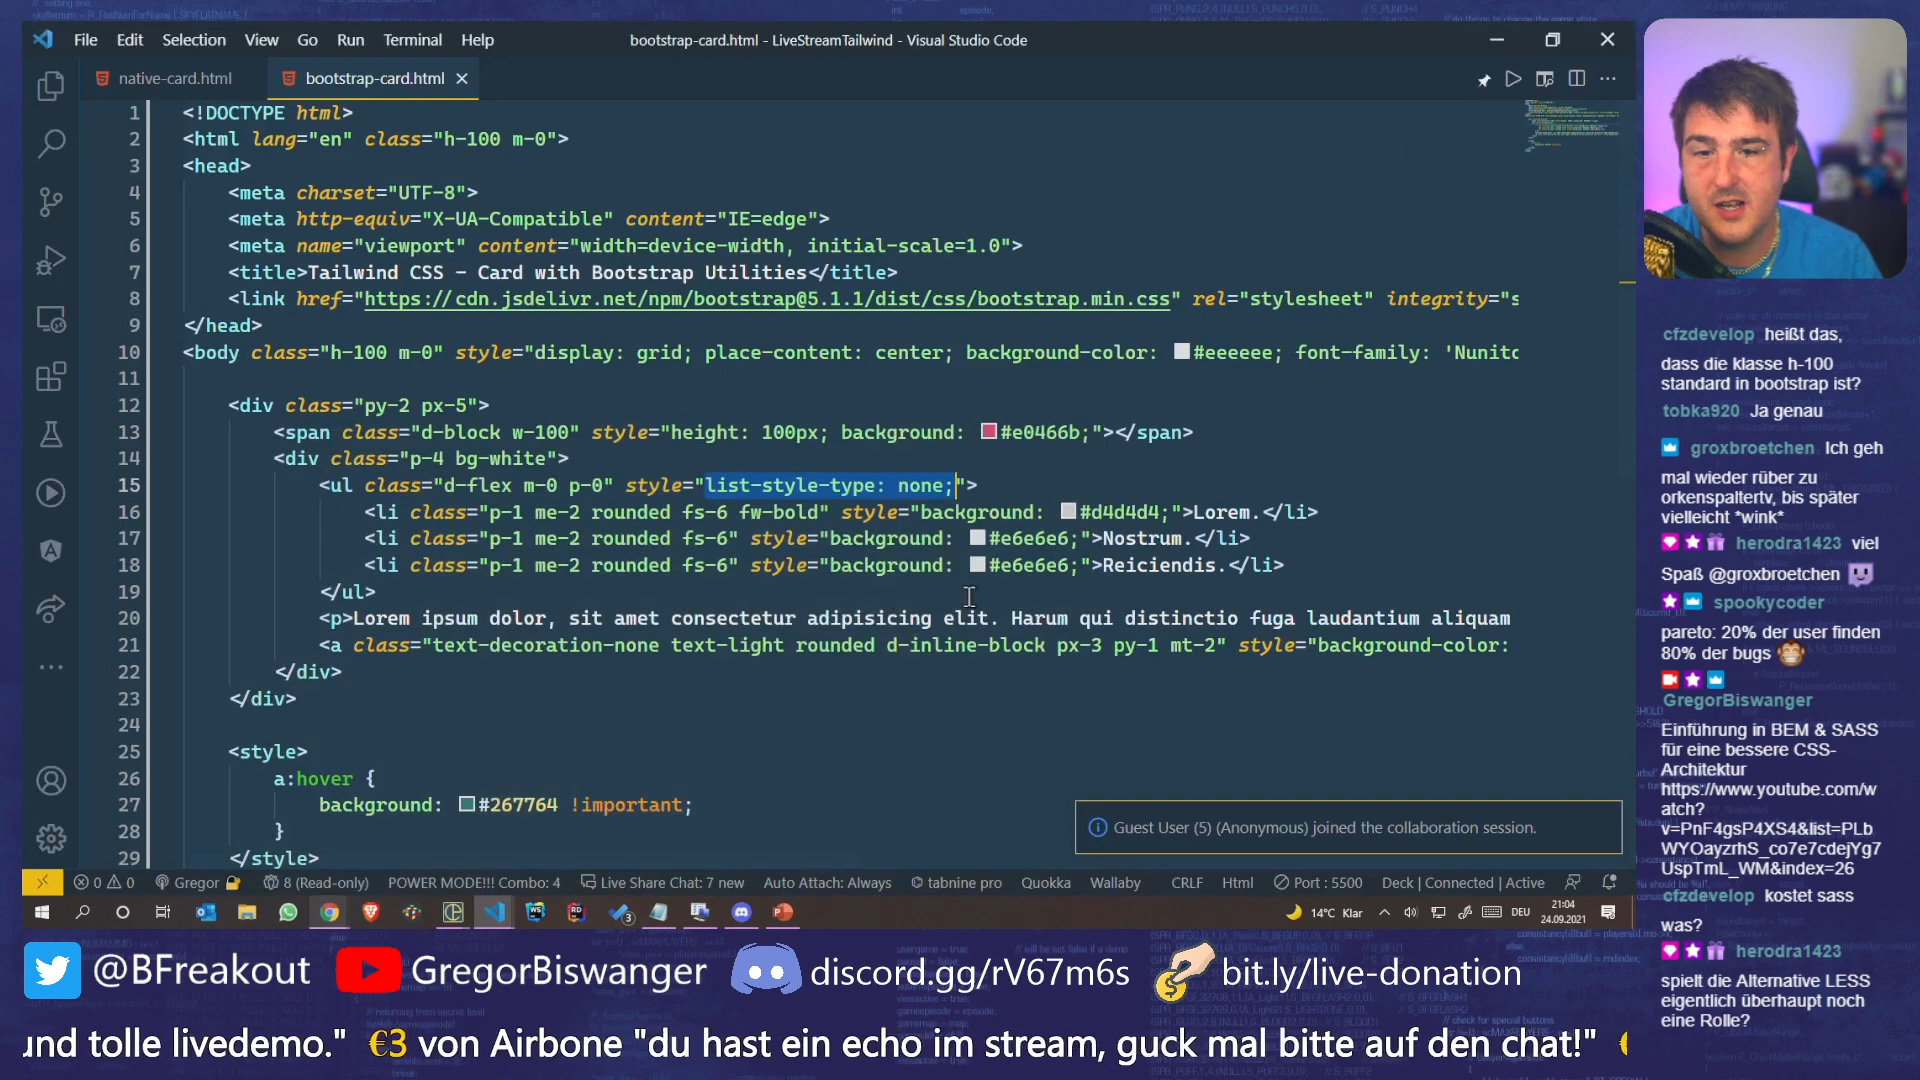 File Edit Selection View Go Run Terminal Help
bootstrap-card.html - LiveStreamTailwind - Visual Studio Code
native-card.html
bootstrap-card.html
1 <!DOCTYPE html>
2 <html lang="en" class="h-100 m-0">
3 <head>
4 <meta charset="UTF-8">
5 <meta http-equiv="X-UA-Compatible" content="IE=edge">
6 <meta name="viewport" content="width=device-width, initial-scale=1.0">
7 <title>Tailwind CSS - Card with Bootstrap Utilities</title>
8 <link href="https://cdn.jsdelivr.net/npm/bootstrap@5.1.1/dist/css/bootstrap.min.css" rel="stylesheet" integrity="s
9 </head>
10 <body class="h-100 m-0" style="display: grid; place-content: center; background-color: #eeeeee; font-family: 'Nunito
11
12 <div class="py-2 px-5">
13 <span class="d-block w-100" style="height: 100px; background: #e0466b;"></span>
14 <div class="p-4 bg-white">
15 <ul class="d-flex m-0 p-0" style="list-style-type: none;">
16 <li class="p-1 me-2 rounded fs-6 fw-bold" style="background: #d4d4d4;">Lorem.</li>
17 <li class="p-1 me-2 rounded fs-6" style="background: #e6e6e6;">Nostrum.</li>
18 <li class="p-1 me-2 rounded fs-6" style="background: #e6e6e6;">Reiciendis.</li>
19 </ul>
20 <p>Lorem ipsum dolor, sit amet consectetur adipisicing elit. Harum qui distinctio fuga laudantium aliquam
21 <a class="text-decoration-none text-light rounded d-inline-block px-3 py-1 mt-2" style="background-color:
22 </div>
23 </div>
24
25 <style>
26 a:hover {
27 background: #267764 !important;
28 }
29 </style>
Guest User (5) (Anonymous) joined the collaboration session.
0 0 Gregor 8 (Read-only) POWER MODE!!! Combo: 4 Live Share Chat: 7 new Auto Attach: Always tabnine pro Quokka Wallaby CRLF Html Port : 5500 Deck | Connected | Active
3
14°C Klar DEU 21:04
24.09.2021
cfzdevelop heißt das,
dass die klasse h-100
standard in bootstrap ist?
tobka920 Ja genau
groxbroetchen Ich geh
mal wieder rüber zu
orkenspaltertv, bis später
vielleicht *wink*
herodra1423 viel
Spaß @groxbroetchen
spookycoder
pareto: 20% der user finden
80% der bugs
GregorBiswanger
Einführung in BEM & SASS
für eine bessere CSS-
Architektur
https://www.youtube.com/w
atch?
v=PnF4gsP4XS4&list=PLb
WYOayzrhS_co7e7cdejYg7
UspTmL_WM&index=26
cfzdevelop kostet sass
was?
herodra1423
spielt die Alternative LESS
eigentlich überhaupt noch
eine Rolle?
@BFreakout GregorBiswanger discord.gg/rV67m6s bit.ly/live-donation
und tolle livedemo." €3 von Airbone "du hast ein echo im stream, guck mal bitte auf den chat!"